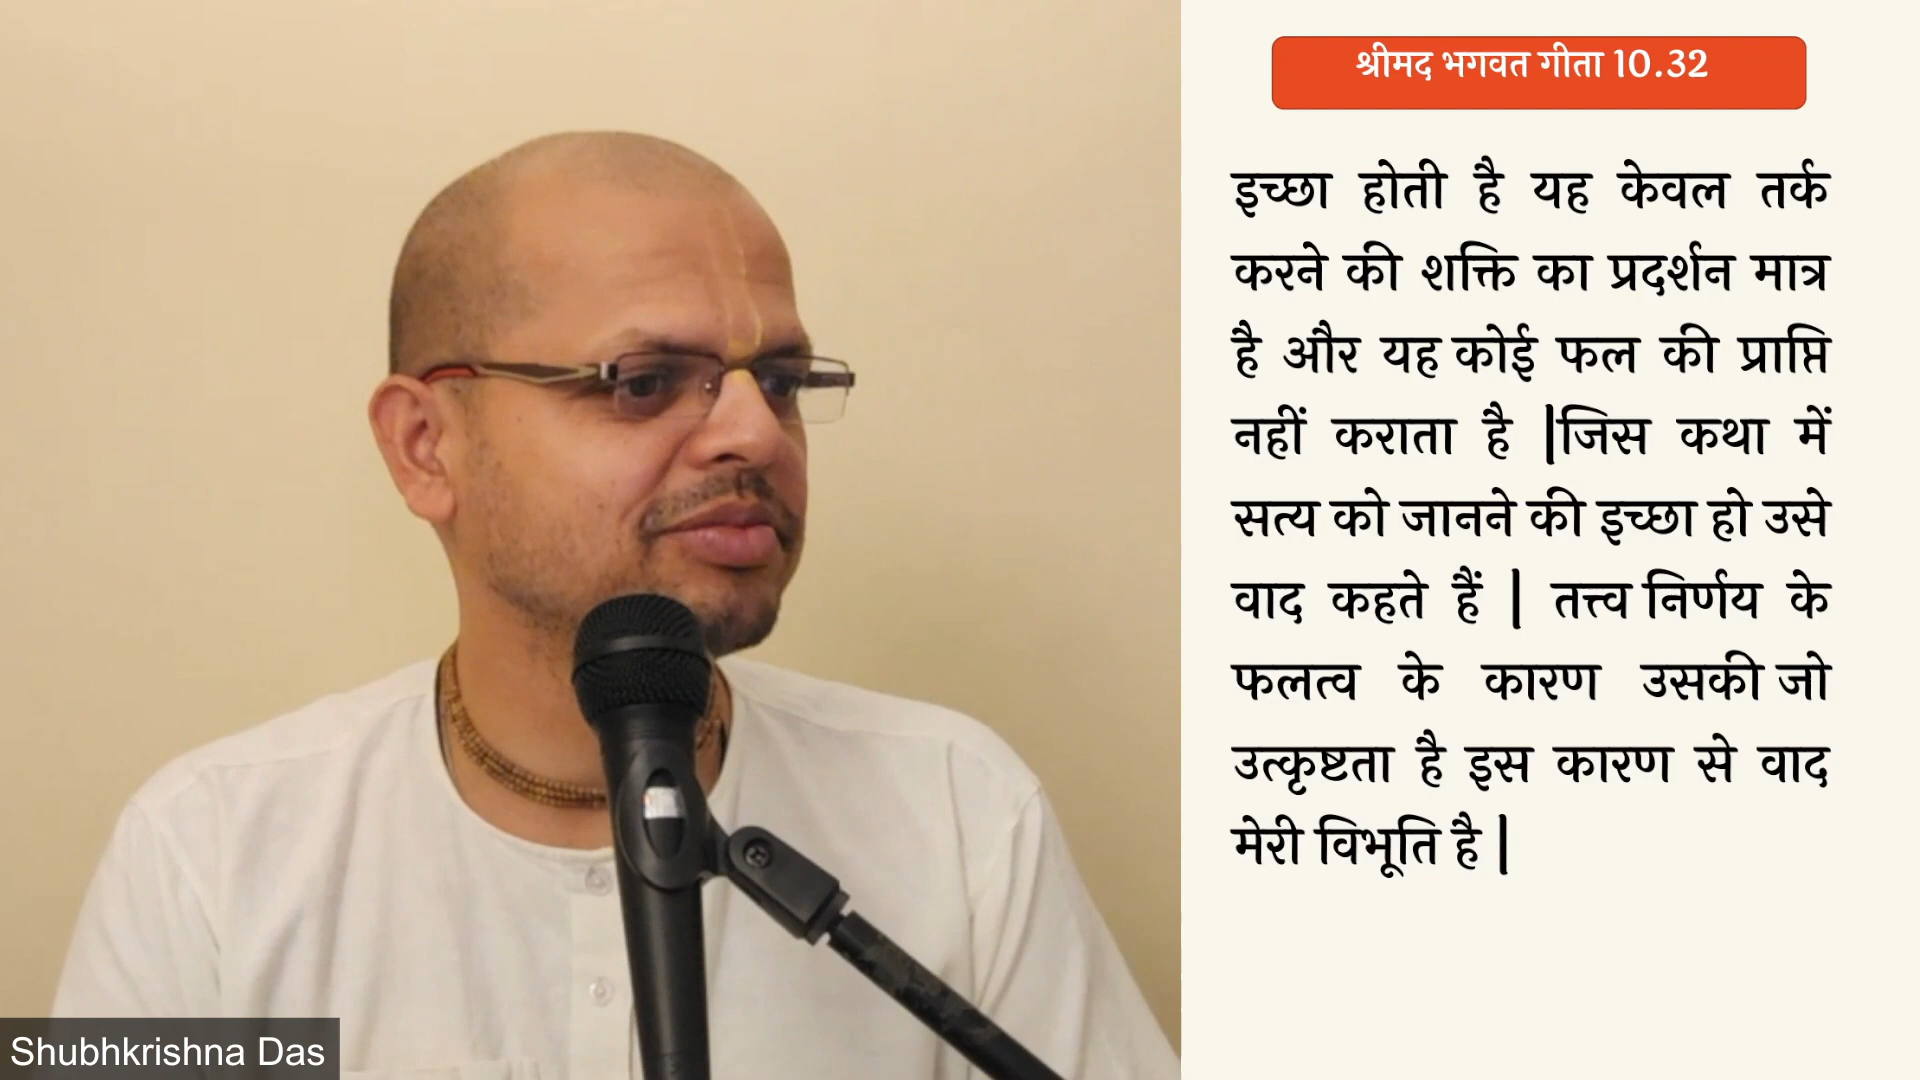 श्रीमद भगवत गीता 10.32
इच्छा होती है यह केवल तर्क
करने की शक्ति का प्रदर्शन मात्र
है और यह कोई फल की प्राप्ति
नहीं कराता है |जिस कथा में
सत्य को जानने की इच्छा हो उसे
वाद कहते हैं | तत्त्व निर्णय के
फलत्व के कारण उसकी जो
उत्कृष्टता है इस कारण से वाद
मेरी विभूति है |
Shubhkrishna Das